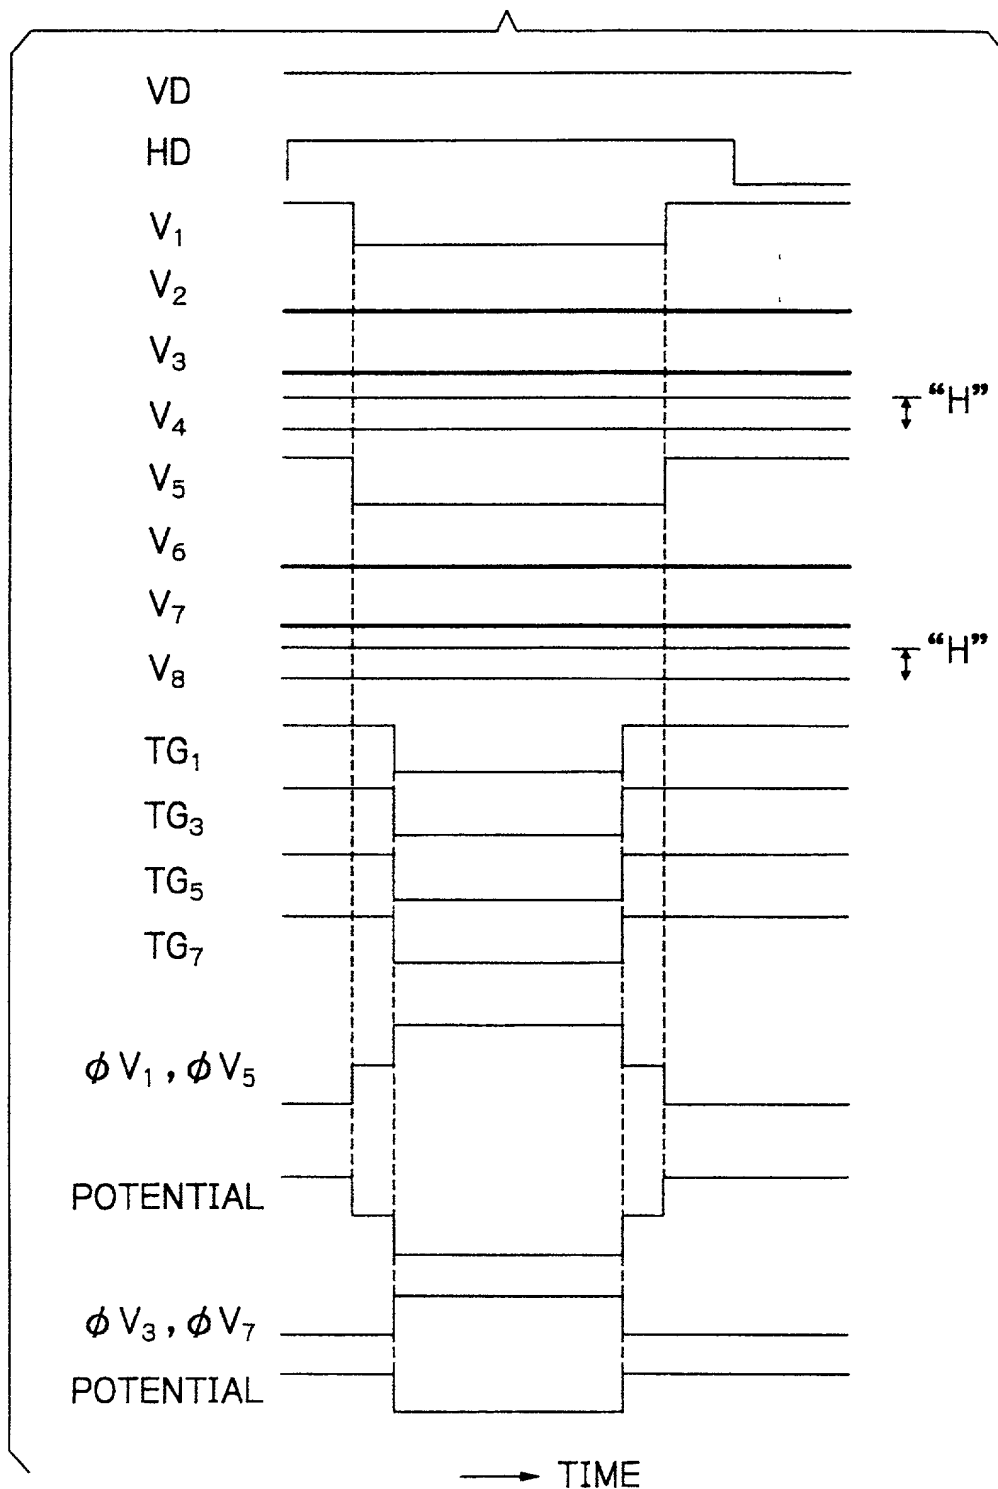 VD
HD
V₁
V₂
V₃
V₄ “H”
V₅
V₆
V₇
V₈ “H”
TG₁
TG₃
TG₅
TG₇
ϕV₁, ϕV₅
POTENTIAL
ϕV₃, ϕV₇
POTENTIAL
TIME